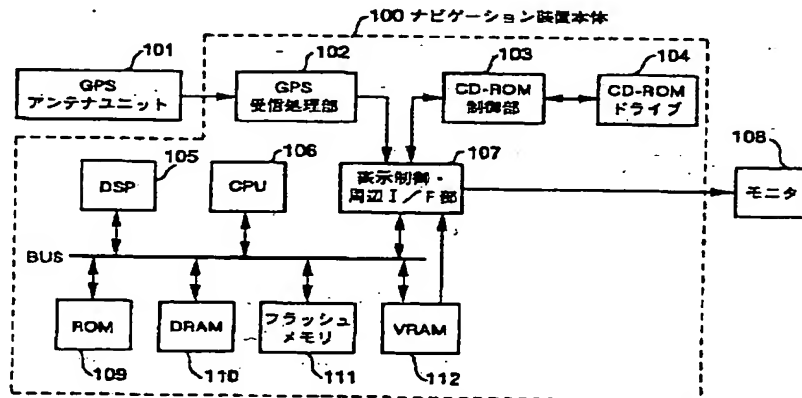 100 ナビゲーション装置本体
101
102
103
104
GPS
アンテナユニット
GPS
受信処理部
CD-ROM
制御部
CD-ROM
ドライブ
105
106
107
108
DSP
CPU
表示制御・
周辺I/F部
モニタ
BUS
ROM
DRAM
フラッシュ
メモリ
VRAM
109
110
111
112